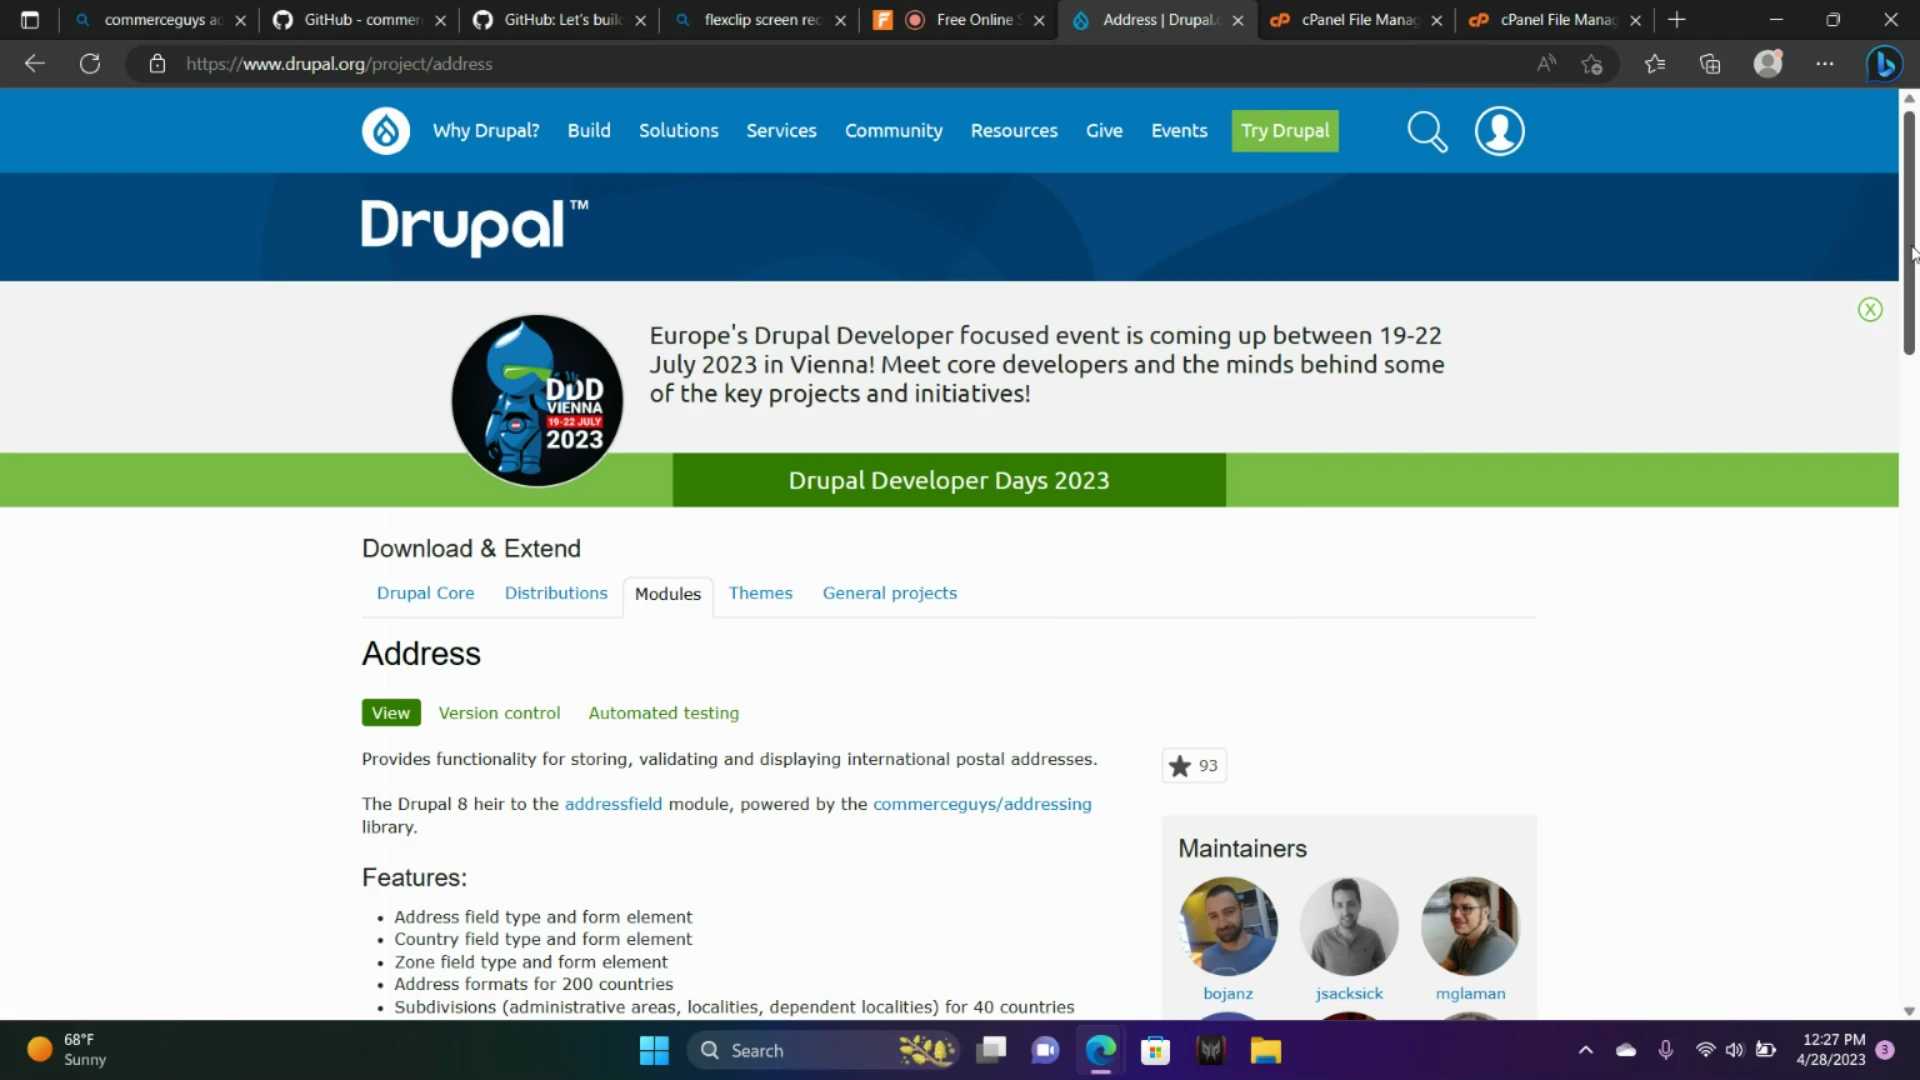 commerceguys ad
GitHub - commer
GitHub: Let's buil
flexclip screen rec
Free Online S
Address | Drupal.o
cPanel File Manag
cPanel File Manag
https://www.drupal.org/project/address
Why Drupal?
Build
Solutions
Services
Community
Resources
Give
Events
Try Drupal
Drupal™
Europe's Drupal Developer focused event is coming up between 19-22
July 2023 in Vienna! Meet core developers and the minds behind some
of the key projects and initiatives!
DDD
VIENNA
19-22 JULY
2023
Drupal Developer Days 2023
Download & Extend
Drupal Core
Distributions
Modules
Themes
General projects
Address
View
Version control
Automated testing
Provides functionality for storing, validating and displaying international postal addresses.
93
The Drupal 8 heir to the addressfield module, powered by the commerceguys/addressing
library.
Maintainers
Features:
• Address field type and form element
• Country field type and form element
• Zone field type and form element
• Address formats for 200 countries
• Subdivisions (administrative areas, localities, dependent localities) for 40 countries
bojanz
jsacksick
mglaman
68°F
Sunny
Search
12:27 PM
4/28/2023
3